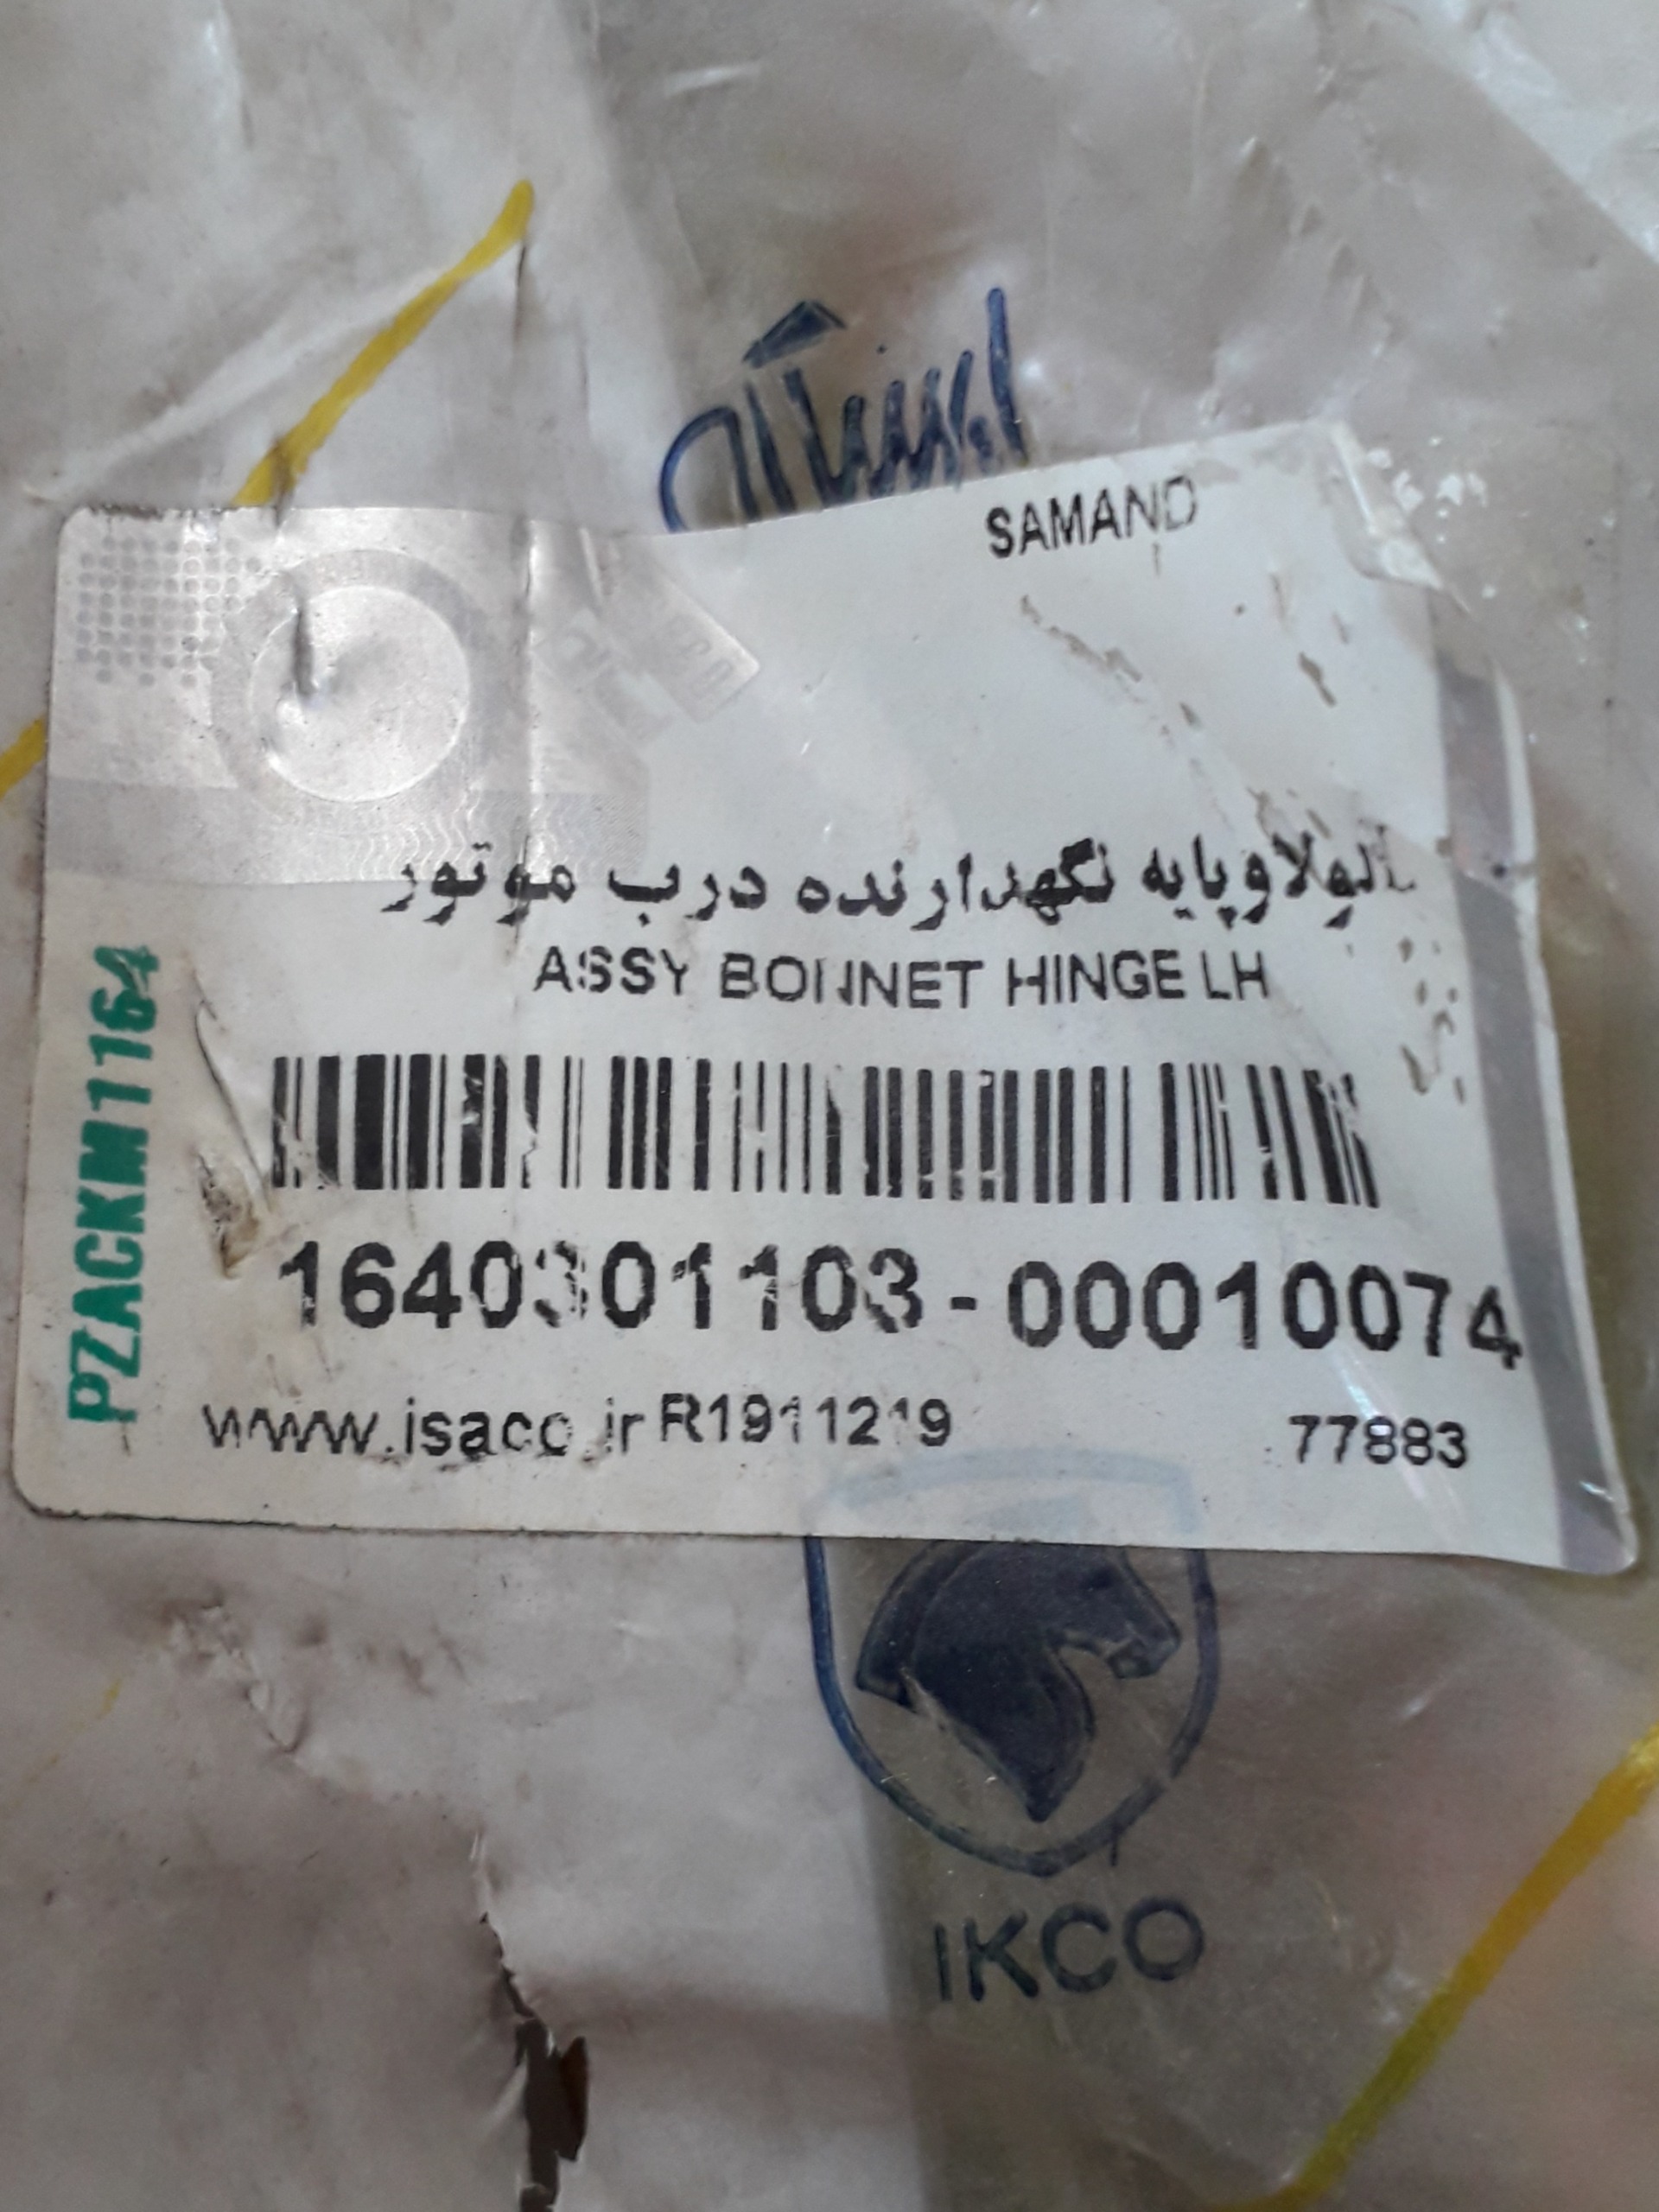 ایساکو
SAMAND
لولا و پایه نگهدارنده درب موتور
ASSY BONNET HINGE LH
PZACKM1164
1640301103-00010074
www.isaco.ir R1911219
77883
IKCO